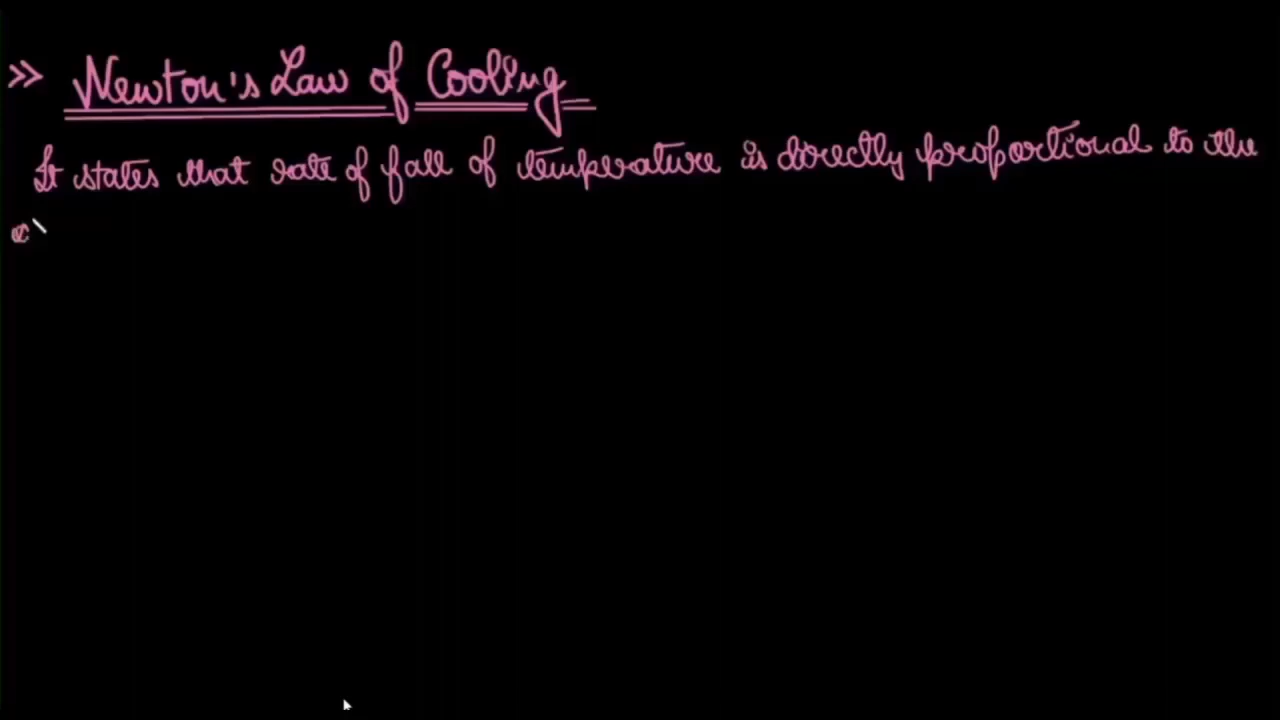 >> Newton's Law of Cooling
It states that rate of fall of temperature is directly proportional to the